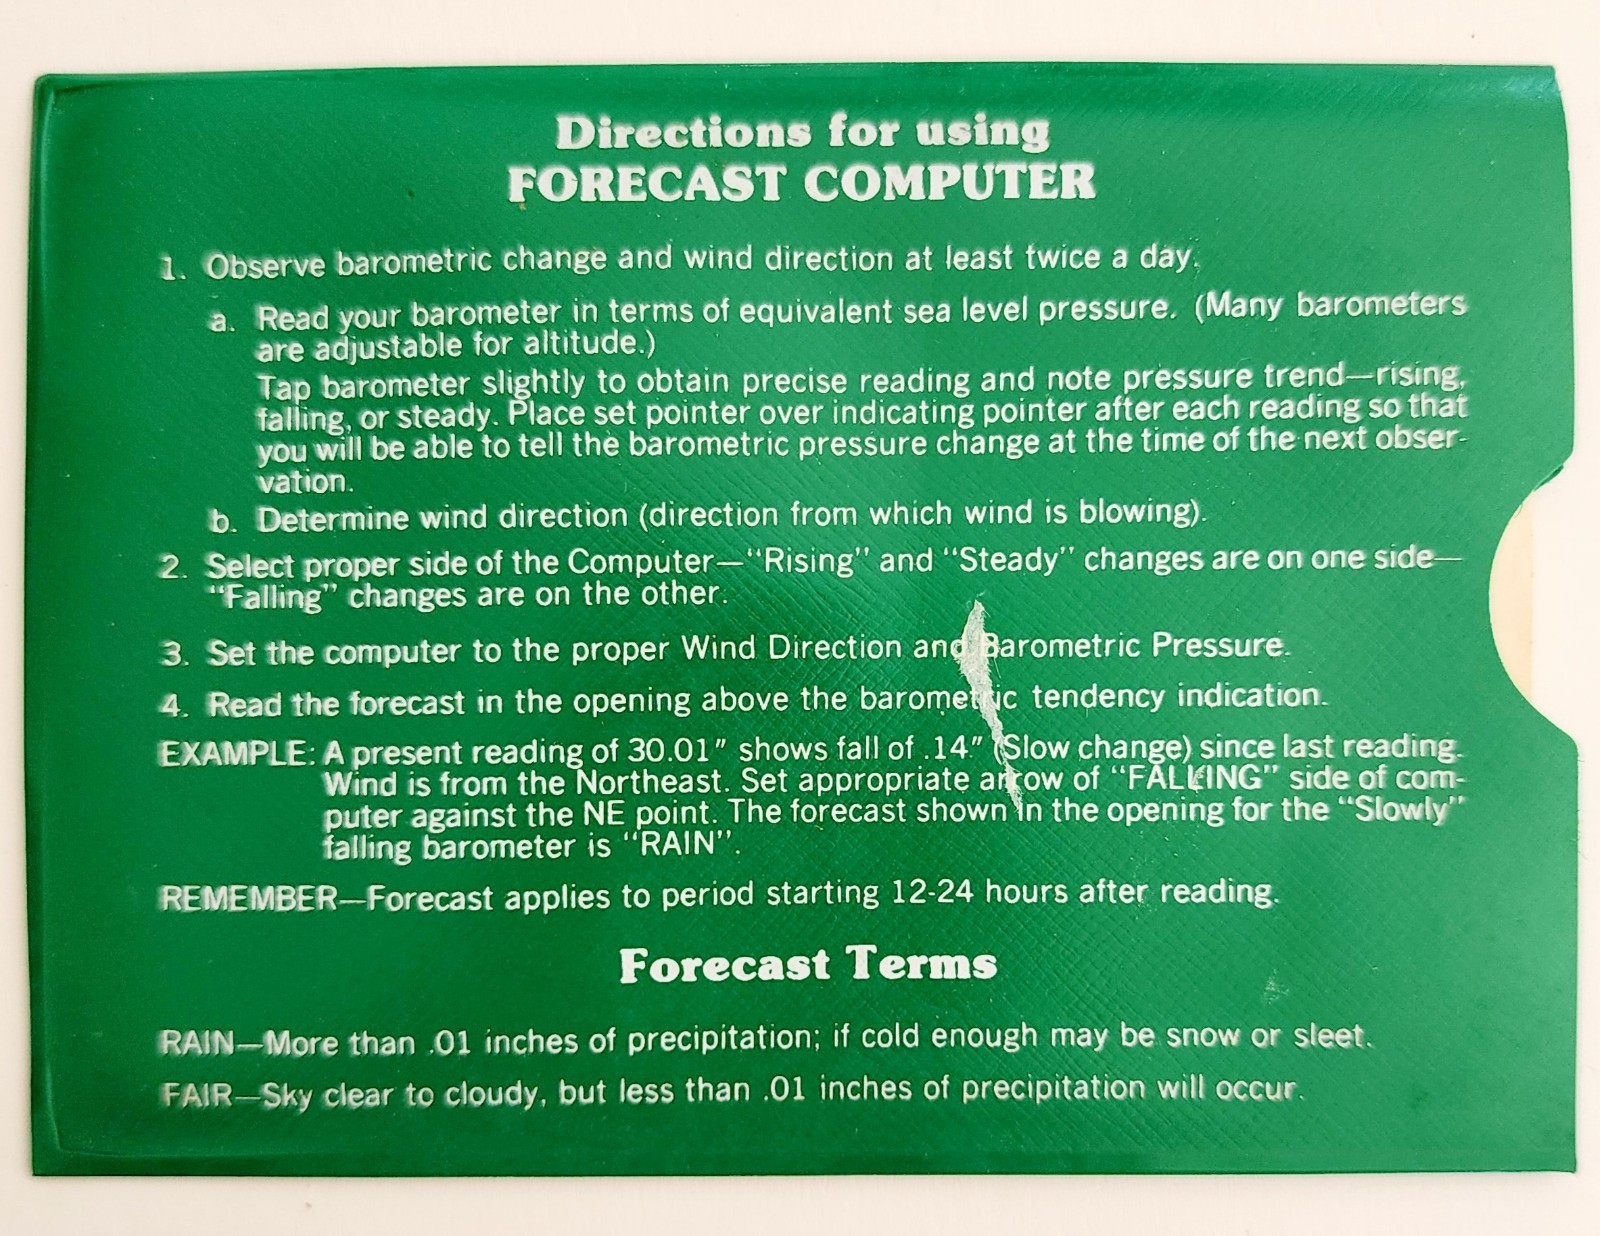 Directions for using
FORECAST COMPUTER
1. Observe barometric change and wind direction at least twice a day.
a. Read your barometer in terms of equivalent sea level pressure. (Many barometers
are adjustable for altitude.)
Tap barometer slightly to obtain precise reading and note pressure trend—rising,
falling, or steady. Place set pointer over indicating pointer after each reading so that
you will be able to tell the barometric pressure change at the time of the next obser-
vation.
b. Determine wind direction (direction from which wind is blowing).
2. Select proper side of the Computer—“Rising” and “Steady” changes are on one side—
“Falling” changes are on the other.
3. Set the computer to the proper Wind Direction and Barometric Pressure.
4. Read the forecast in the opening above the barometric tendency indication.
EXAMPLE: A present reading of 30.01″ shows fall of .14″ (Slow change) since last reading.
Wind is from the Northeast. Set appropriate arrow of “FALLING” side of com-
puter against the NE point. The forecast shown in the opening for the “Slowly”
falling barometer is “RAIN”.
REMEMBER—Forecast applies to period starting 12-24 hours after reading.
Forecast Terms
RAIN—More than .01 inches of precipitation; if cold enough may be snow or sleet.
FAIR—Sky clear to cloudy, but less than .01 inches of precipitation will occur.